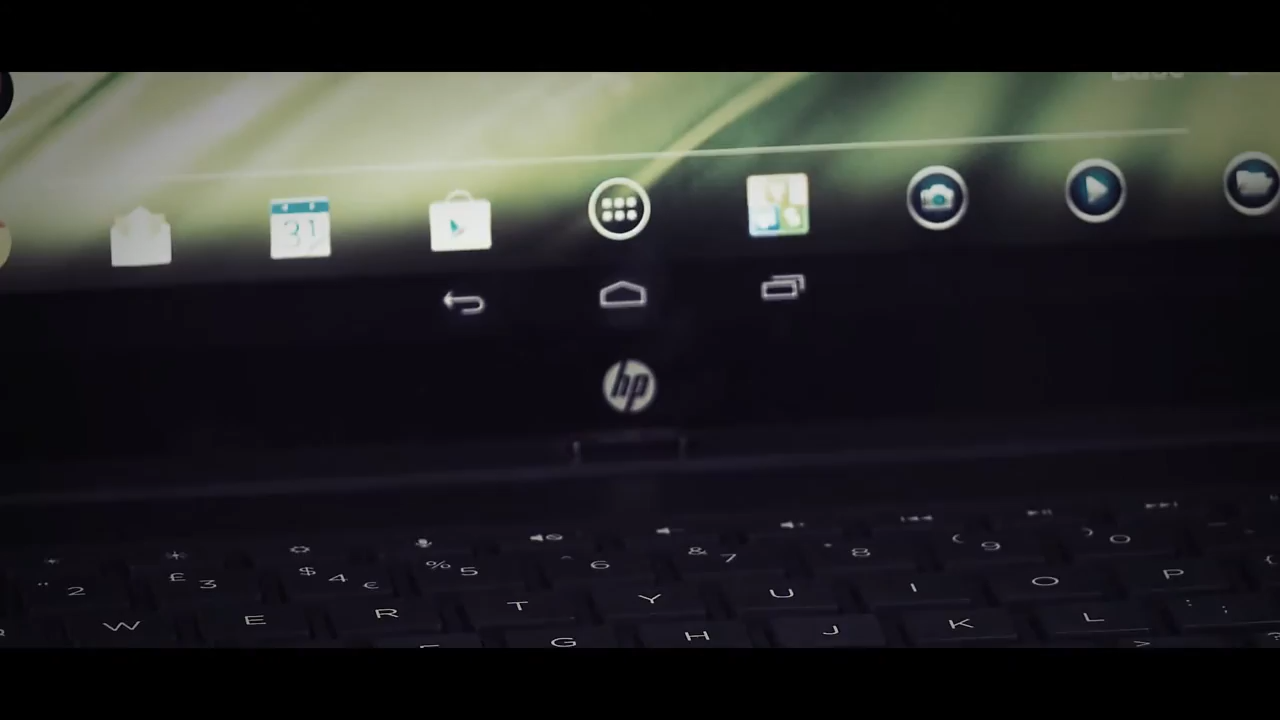 31
hp
" 2 £ 3 $ 4 € % 5 ^ 6 & 7 * 8 ( 9 ) 0
W E R T Y U I O P
G H J K L : ;
>